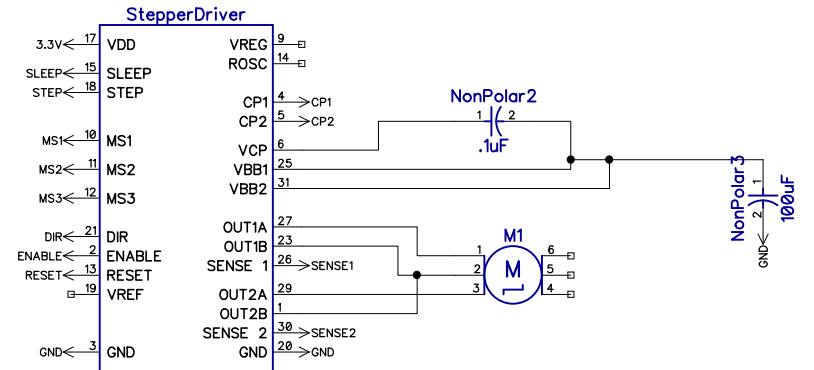 StepperDriver
3.3V 17 VDD
VREG 9
ROSC 14
SLEEP 15 SLEEP
STEP 18 STEP
CP1 4 CP1
CP2 5 CP2
NonPolar2
1 2
.1uF
MS1 10 MS1
VCP 6
MS2 11 MS2
VBB1 25
VBB2 31
MS3 12 MS3
NonPolar3
1
2
100uF
GND
OUT1A 27
DIR 21 DIR
OUT1B 23
M1
ENABLE 2 ENABLE
SENSE 1 26 SENSE1
1 6
RESET 13 RESET
2 M 5
VREF 19
OUT2A 29
3 4
OUT2B 1
SENSE 2 30 SENSE2
GND 3 GND
GND 20 GND